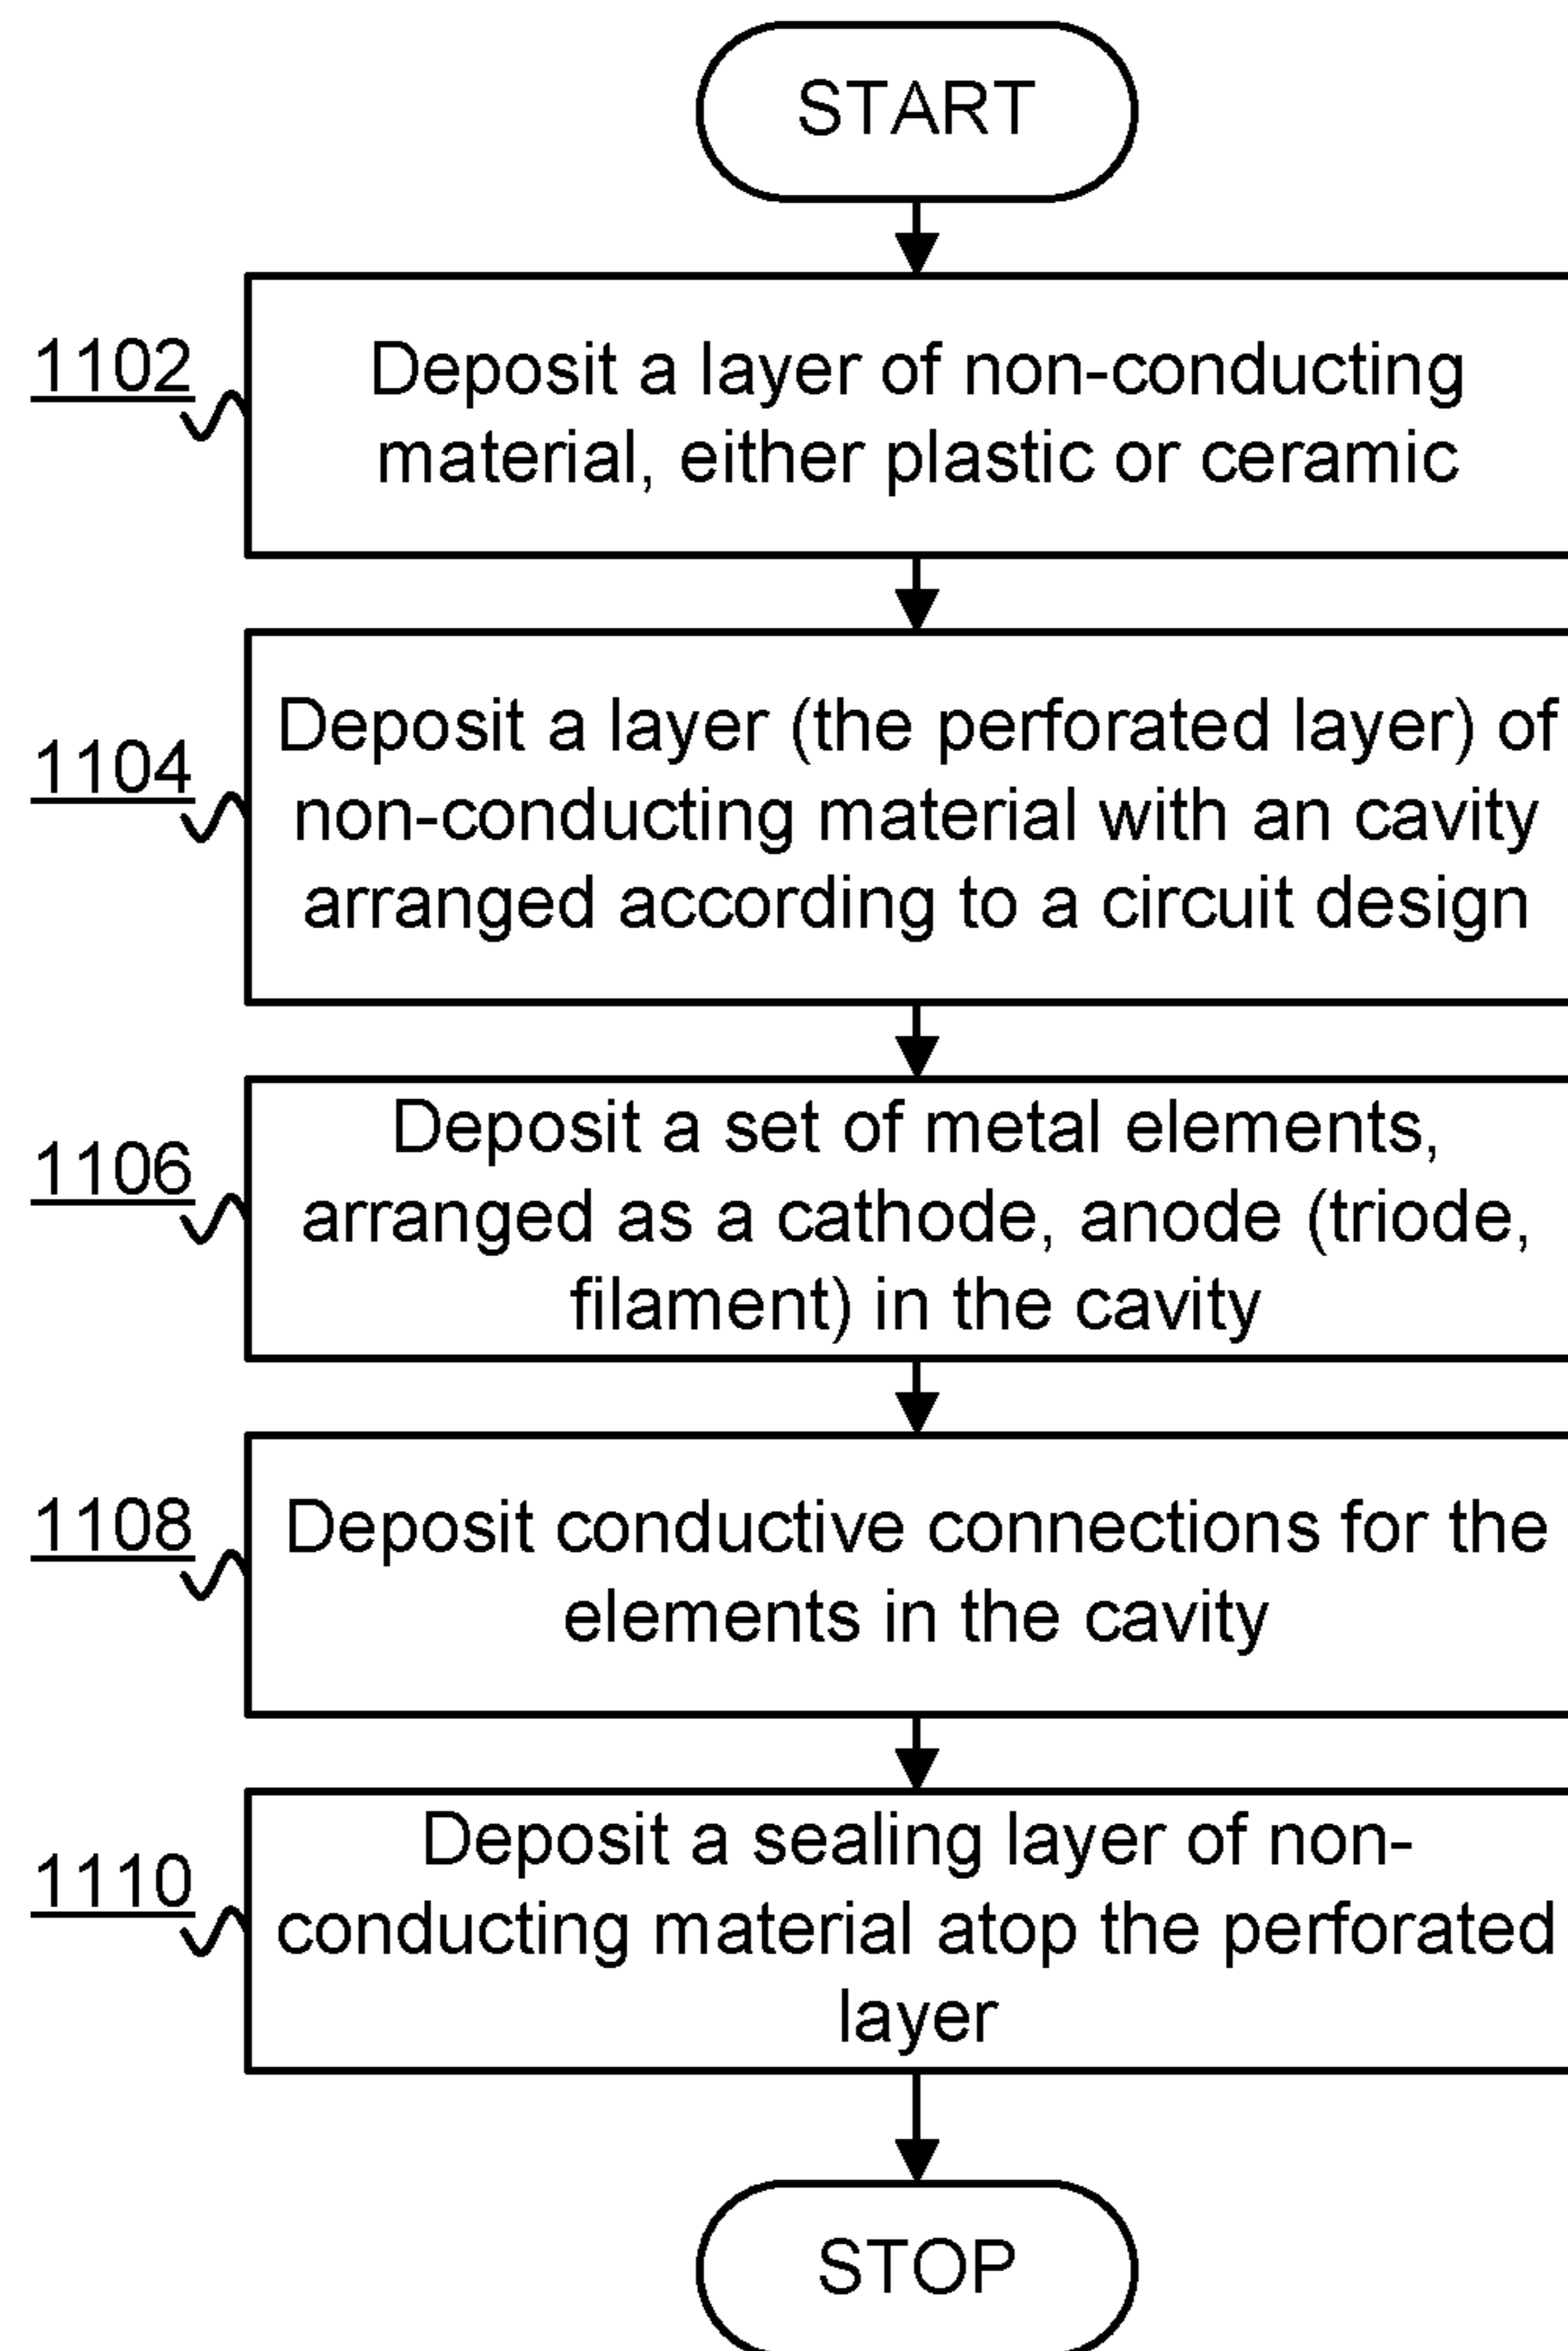 START
1102
Deposit a layer of non-conducting
material, either plastic or ceramic
1104
Deposit a layer (the perforated layer) of
non-conducting material with an cavity
arranged according to a circuit design
1106
Deposit a set of metal elements,
arranged as a cathode, anode (triode,
filament) in the cavity
1108
Deposit conductive connections for the
elements in the cavity
1110
Deposit a sealing layer of non-
conducting material atop the perforated
layer
STOP